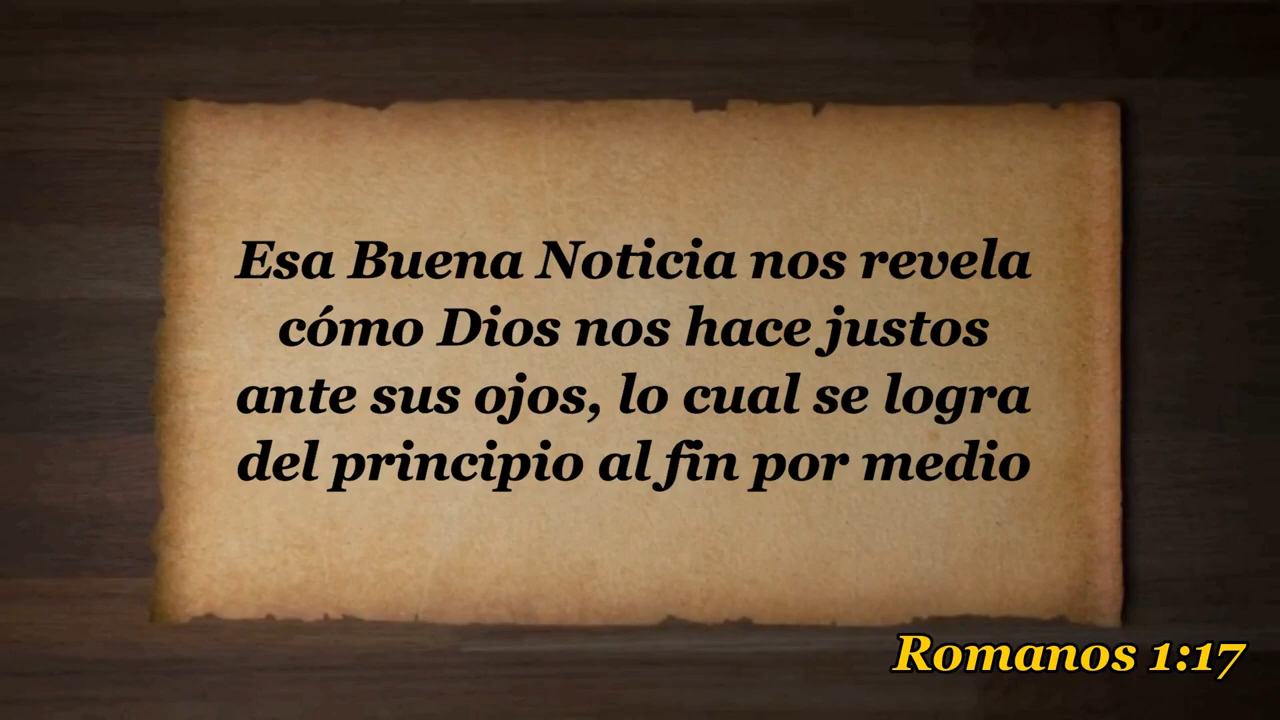 Esa Buena Noticia nos revela
cómo Dios nos hace justos
ante sus ojos, lo cual se logra
del principio al fin por medio
Romanos 1:17